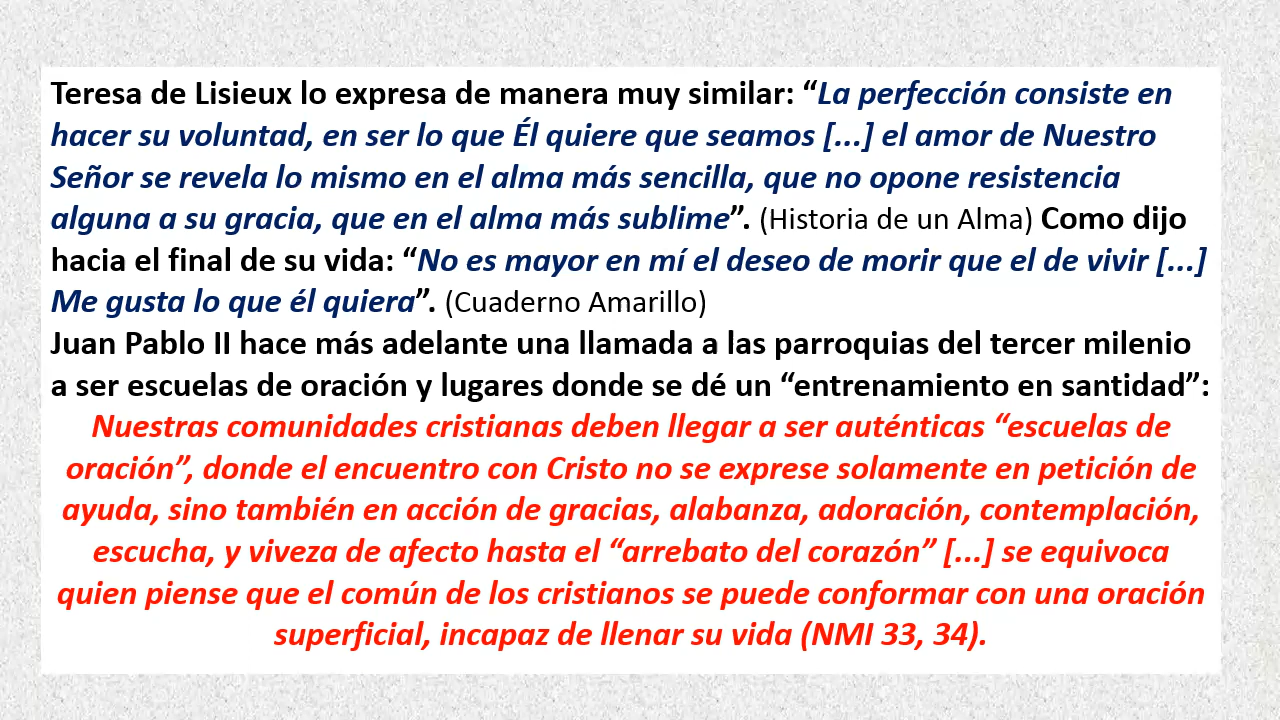 Teresa de Lisieux lo expresa de manera muy similar: “La perfección consiste en
hacer su voluntad, en ser lo que Él quiere que seamos [...] el amor de Nuestro
Señor se revela lo mismo en el alma más sencilla, que no opone resistencia
alguna a su gracia, que en el alma más sublime”. (Historia de un Alma) Como dijo
hacia el final de su vida: “No es mayor en mí el deseo de morir que el de vivir [...]
Me gusta lo que él quiera”. (Cuaderno Amarillo)
Juan Pablo II hace más adelante una llamada a las parroquias del tercer milenio
a ser escuelas de oración y lugares donde se dé un “entrenamiento en santidad”:
Nuestras comunidades cristianas deben llegar a ser auténticas “escuelas de
oración”, donde el encuentro con Cristo no se exprese solamente en petición de
ayuda, sino también en acción de gracias, alabanza, adoración, contemplación,
escucha, y viveza de afecto hasta el “arrebato del corazón” [...] se equivoca
quien piense que el común de los cristianos se puede conformar con una oración
superficial, incapaz de llenar su vida (NMI 33, 34).